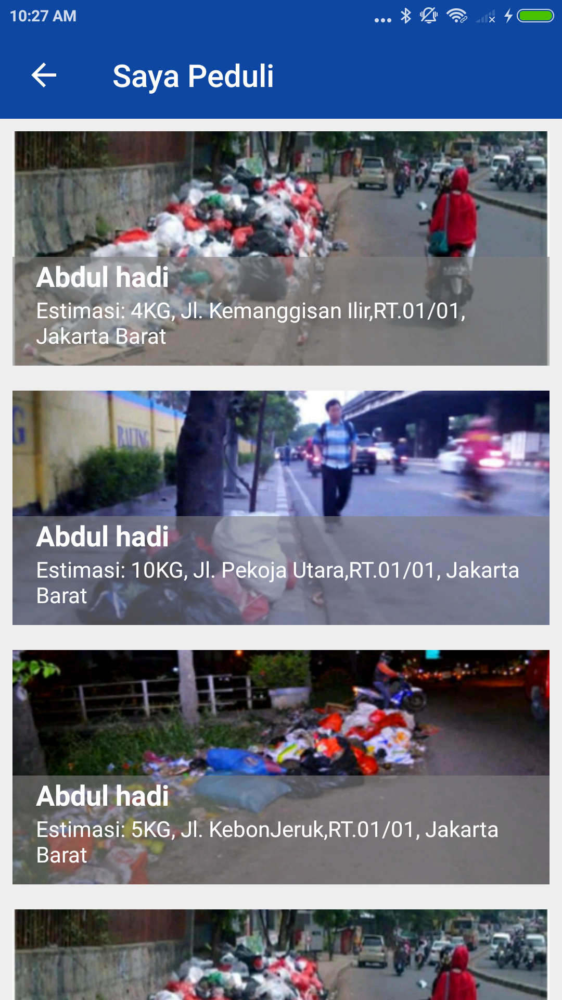 10:27 AM
Saya Peduli
Abdul hadi
Estimasi: 4KG, Jl. Kemanggisan Ilir,RT.01/01,
Jakarta Barat
G
BALING
Abdul hadi
Estimasi: 10KG, Jl. Pekoja Utara,RT.01/01, Jakarta
Barat
Abdul hadi
Estimasi: 5KG, Jl. KebonJeruk,RT.01/01, Jakarta
Barat